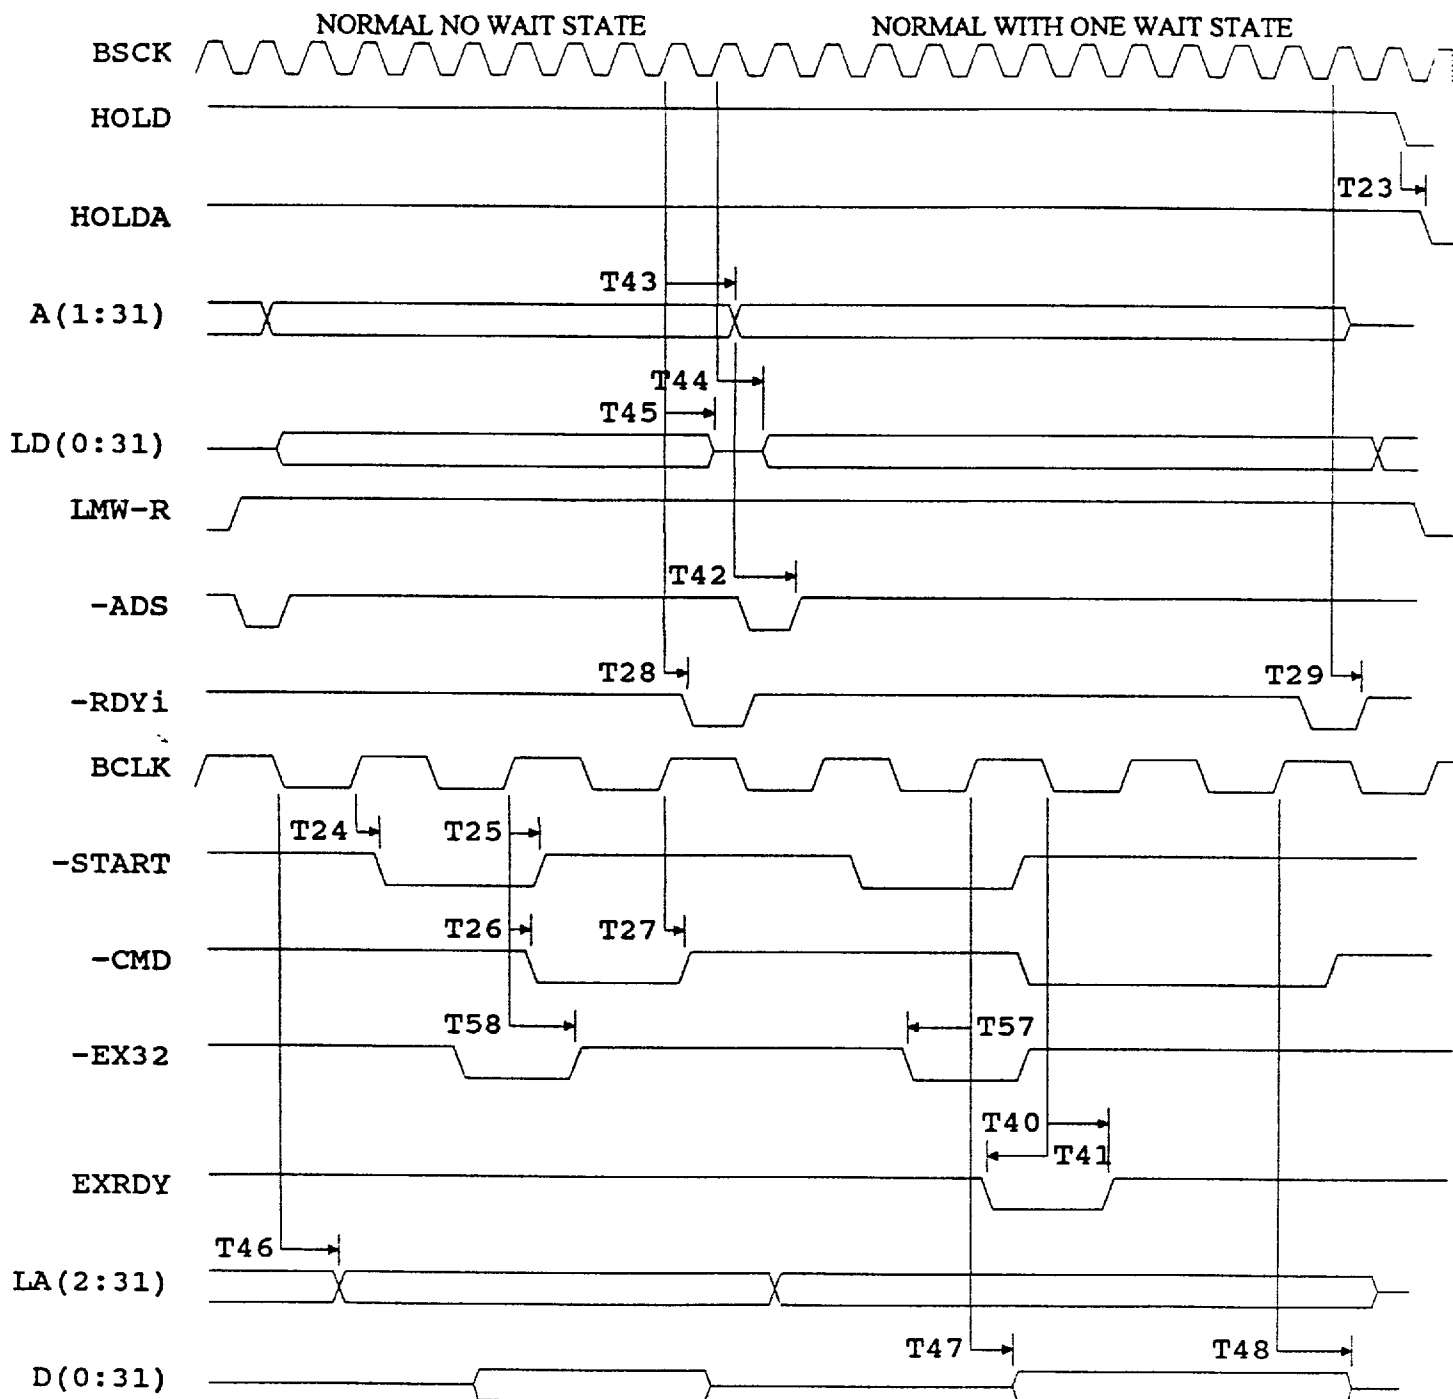 NORMAL NO WAIT STATE NORMAL WITH ONE WAIT STATE
BSCK
HOLD
T23
HOLDA
T43
A(1:31)
T44
T45
LD(0:31)
LMW-R
T42
-ADS
T28 T29
-RDYi
BCLK
T24 T25
-START
T26 T27
-CMD
T58 T57
-EX32
T40
T41
EXRDY
T46
LA(2:31)
T47 T48
D(0:31)